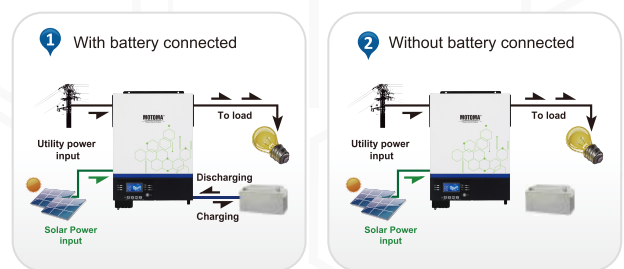 1 With battery connected
MOTOMA
To load
Utility power
input
Discharging
Charging
Solar Power
input
2 Without battery connected
MOTOMA
To load
Utility power
input
Solar Power
input